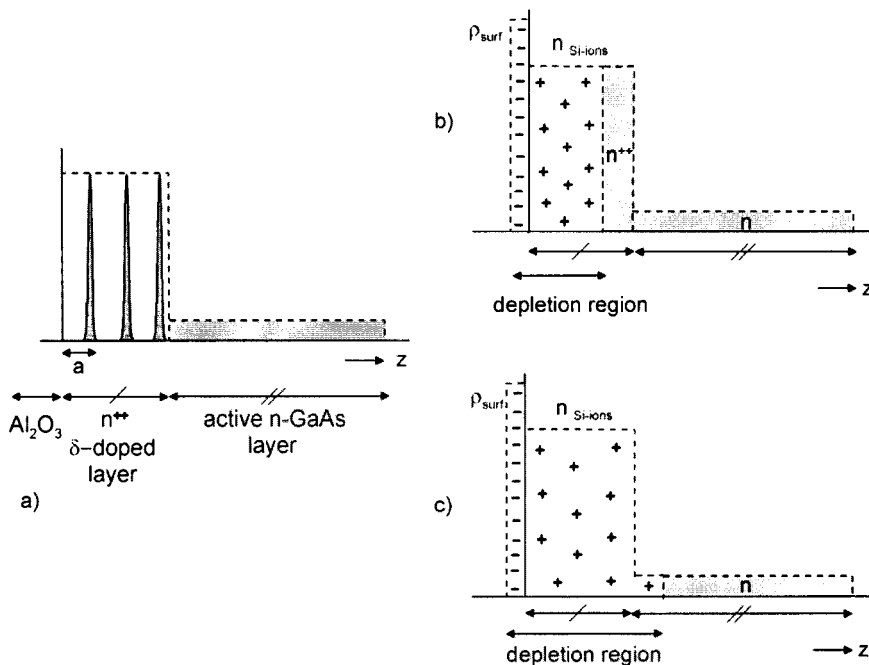 a
z
Al₂O₃
n⁺⁺
δ−doped
layer
active n-GaAs
layer
a)
ρsurf
n Si-ions
b)
n⁺⁺
n
depletion region
z
ρsurf
n Si-ions
c)
n
depletion region
z